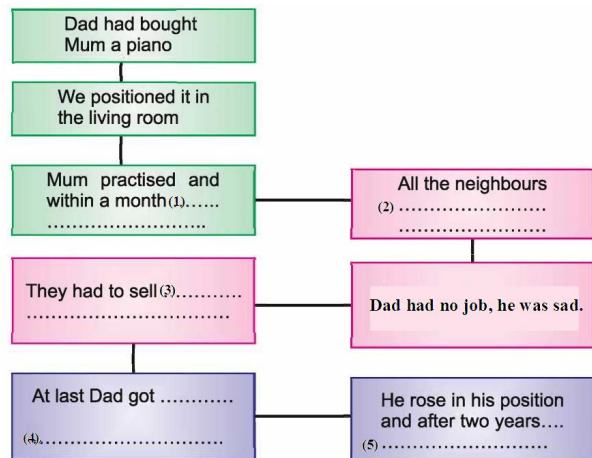 Dad had bought
Mum a piano
We positioned it in
the living room
Mum practised and
within a month(1)......
............................
All the neighbours
(2) ..........................
..........................
Dad had no job, he was sad.
They had to sell(3)............
....................................
At last Dad got ............
(4)................................
He rose in his position
and after two years....
(5) .............................